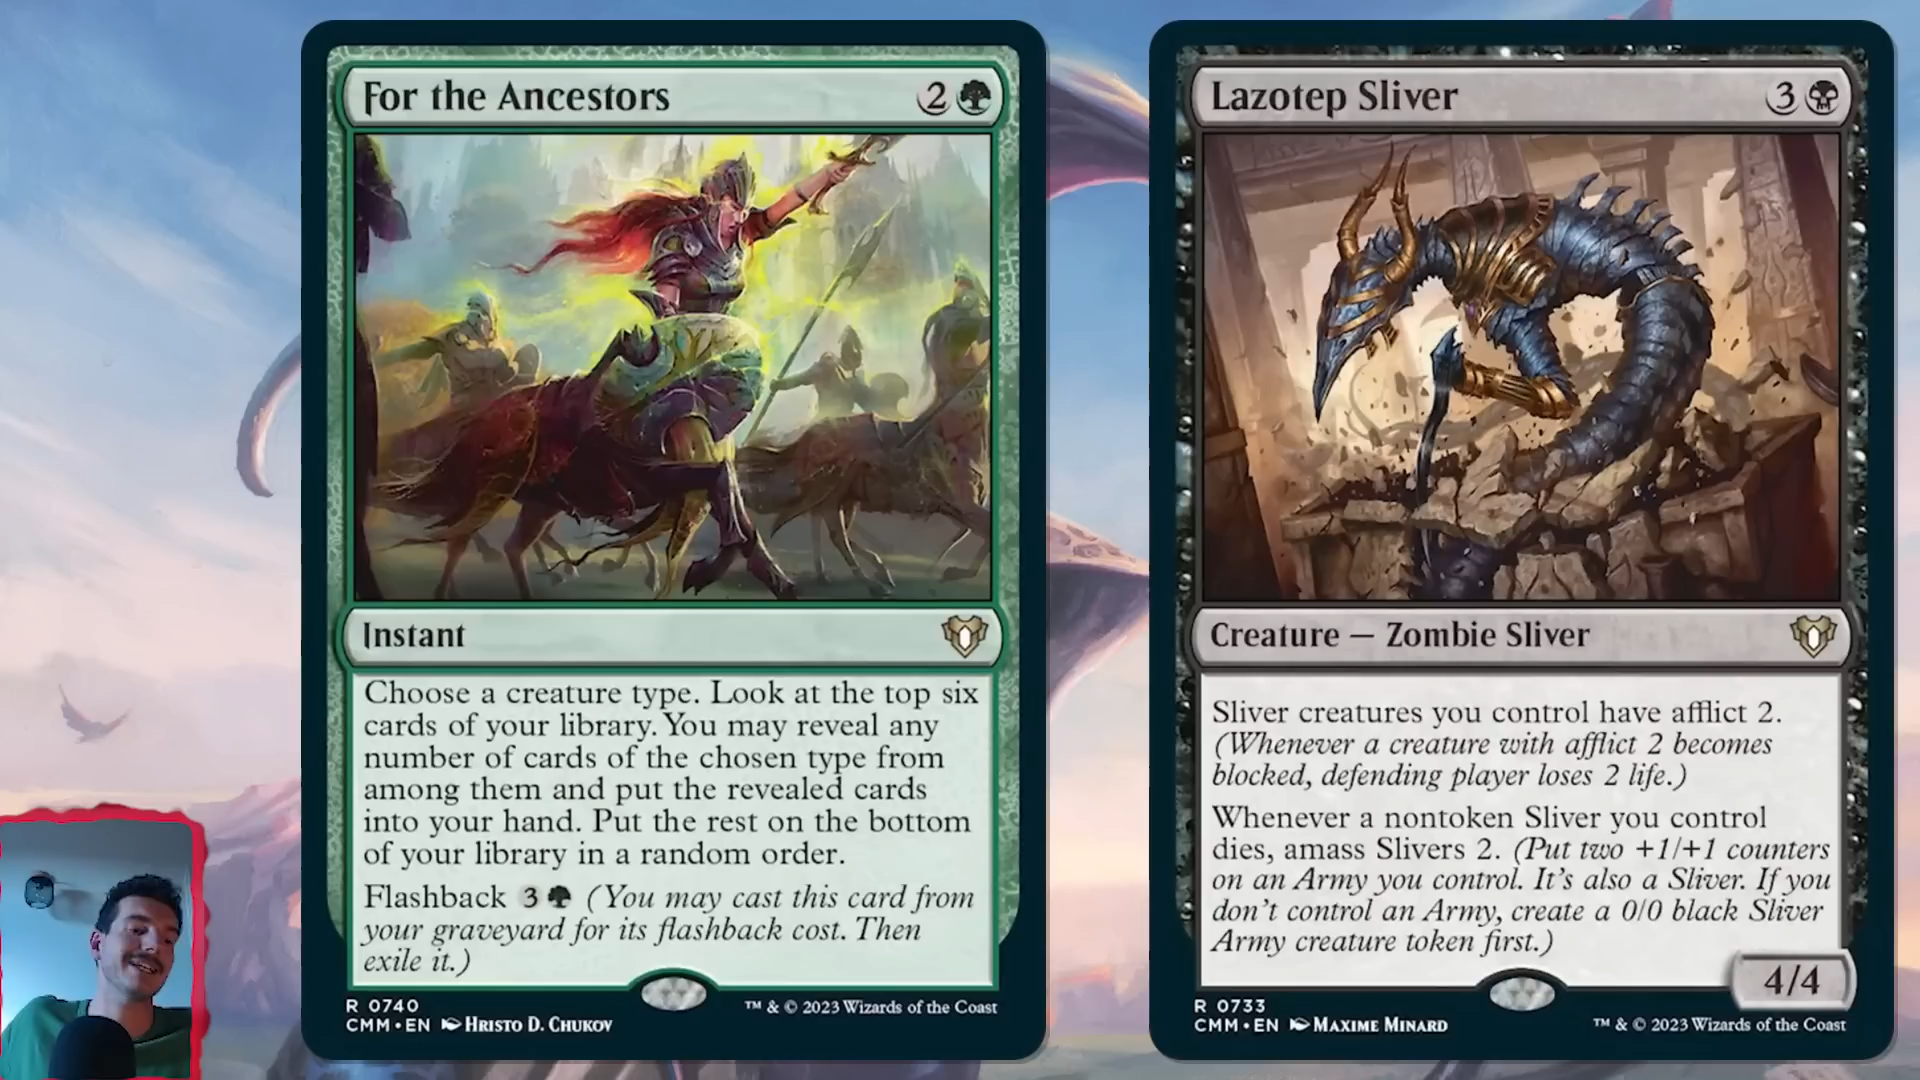 For the Ancestors 2
Instant
Choose a creature type. Look at the top six
cards of your library. You may reveal any
number of cards of the chosen type from
among them and put the revealed cards
into your hand. Put the rest on the bottom
of your library in a random order.
Flashback 3 (You may cast this card from
your graveyard for its flashback cost. Then
exile it.)
R 0740
CMM • EN Hristo D. Chukov
™ & © 2023 Wizards of the Coast
Lazotep Sliver 3
Creature — Zombie Sliver
Sliver creatures you control have afflict 2.
(Whenever a creature with afflict 2 becomes
blocked, defending player loses 2 life.)
Whenever a nontoken Sliver you control
dies, amass Slivers 2. (Put two +1/+1 counters
on an Army you control. It's also a Sliver. If you
don't control an Army, create a 0/0 black Sliver
Army creature token first.)
4/4
R 0733
CMM • EN Maxime Minard
™ & © 2023 Wizards of the Coast